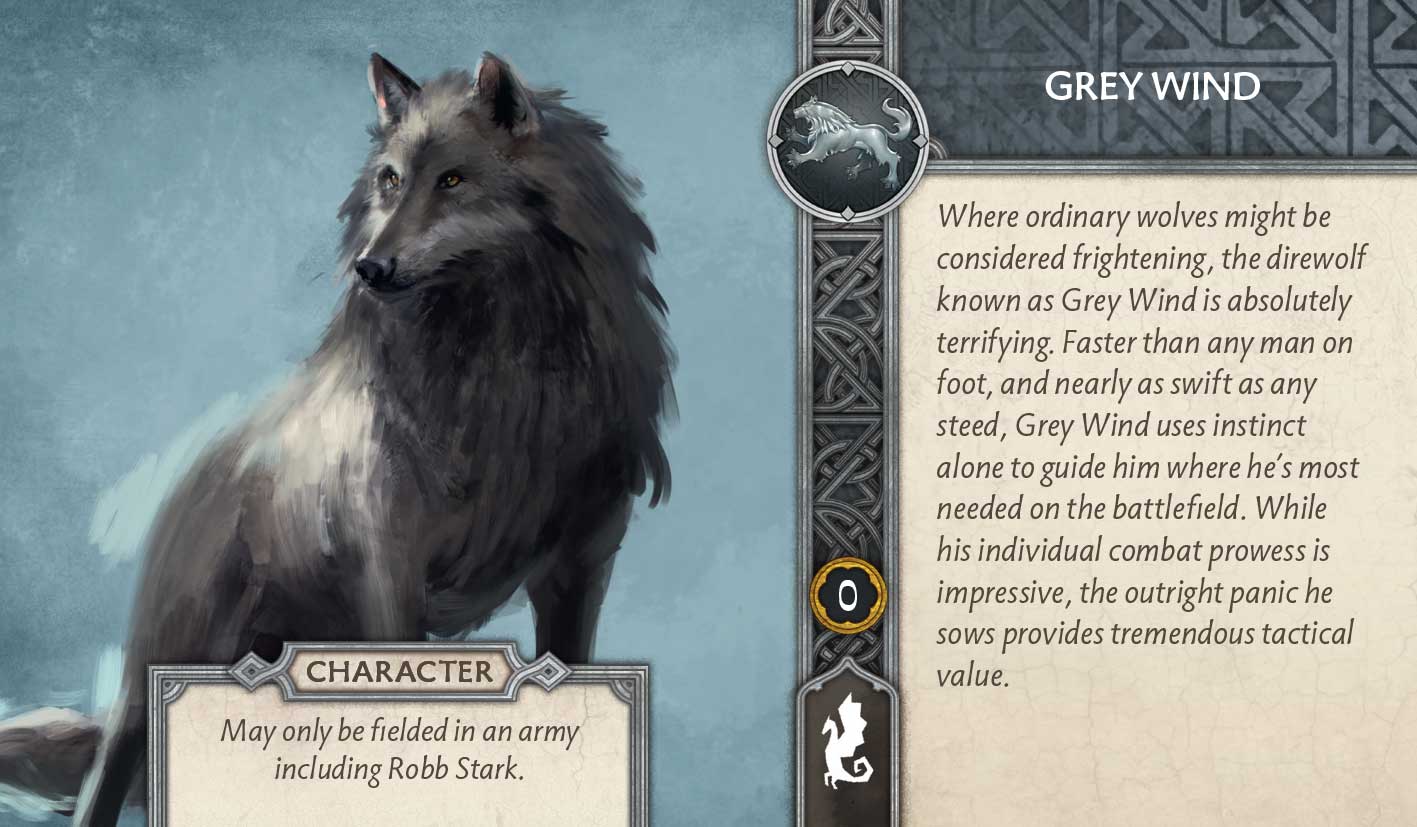 GREY WIND
Where ordinary wolves might be
considered frightening, the direwolf
known as Grey Wind is absolutely
terrifying. Faster than any man on
foot, and nearly as swift as any
steed, Grey Wind uses instinct
alone to guide him where he's most
needed on the battlefield. While
his individual combat prowess is
impressive, the outright panic he
sows provides tremendous tactical
value.
0
CHARACTER
May only be fielded in an army
including Robb Stark.